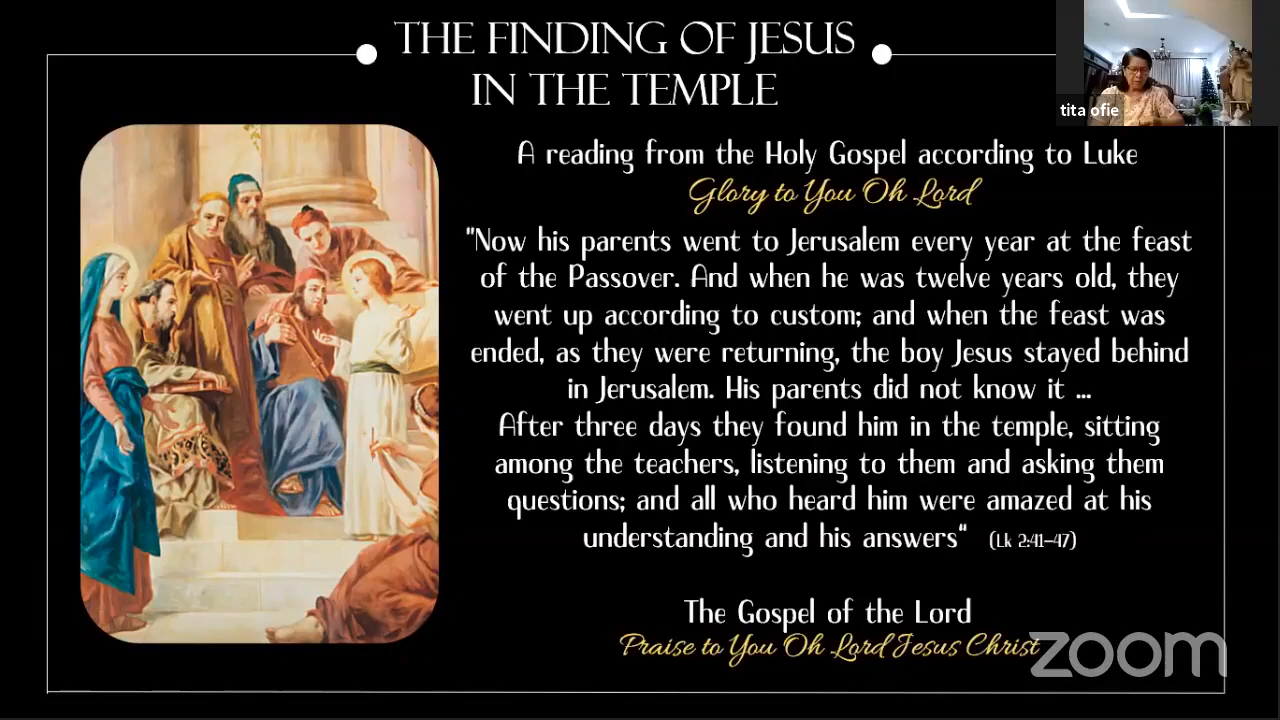 THE FINDING OF JESUS
IN THE TEMPLE
tita ofie
A reading from the Holy Gospel according to Luke
Glory to You Oh Lord
"Now his parents went to Jerusalem every year at the feast
of the Passover. And when he was twelve years old, they
went up according to custom; and when the feast was
ended, as they were returning, the boy Jesus stayed behind
in Jerusalem. His parents did not know it ...
After three days they found him in the temple, sitting
among the teachers, listening to them and asking them
questions; and all who heard him were amazed at his
understanding and his answers" (Lk 2:41-47)
The Gospel of the Lord
Praise to You Oh Lord Jesus Christ
zoom